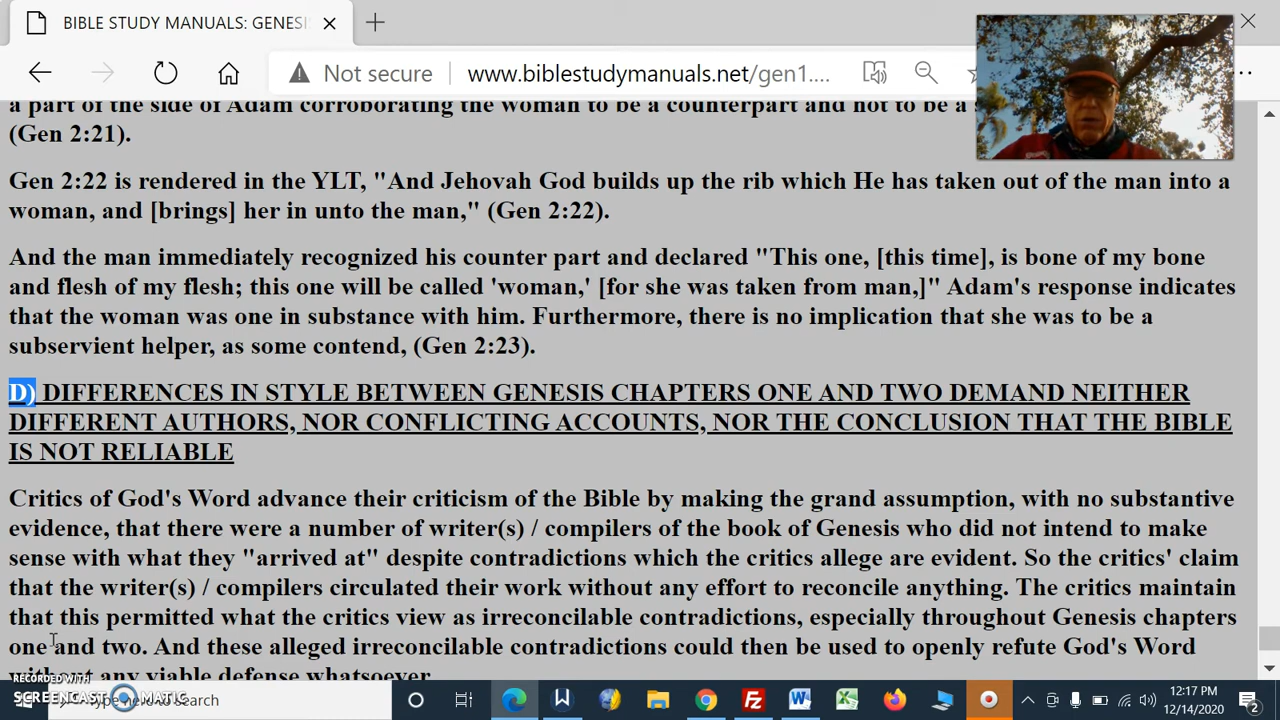 BIBLE STUDY MANUALS: GENESI
Not secure
www.biblestudymanuals.net/gen1....
a part of the side of Adam corroborating the woman to be a counterpart and not to be a
(Gen 2:21).
Gen 2:22 is rendered in the YLT, "And Jehovah God builds up the rib which He has taken out of the man into a
woman, and [brings] her in unto the man," (Gen 2:22).
And the man immediately recognized his counter part and declared "This one, [this time], is bone of my bone
and flesh of my flesh; this one will be called 'woman,' [for she was taken from man,]" Adam's response indicates
that the woman was one in substance with him. Furthermore, there is no implication that she was to be a
subservient helper, as some contend, (Gen 2:23).
D) DIFFERENCES IN STYLE BETWEEN GENESIS CHAPTERS ONE AND TWO DEMAND NEITHER
DIFFERENT AUTHORS, NOR CONFLICTING ACCOUNTS, NOR THE CONCLUSION THAT THE BIBLE
IS NOT RELIABLE
Critics of God's Word advance their criticism of the Bible by making the grand assumption, with no substantive
evidence, that there were a number of writer(s) / compilers of the book of Genesis who did not intend to make
sense with what they "arrived at" despite contradictions which the critics allege are evident. So the critics' claim
that the writer(s) / compilers circulated their work without any effort to reconcile anything. The critics maintain
that this permitted what the critics view as irreconcilable contradictions, especially throughout Genesis chapters
one and two. And these alleged irreconcilable contradictions could then be used to openly refute God's Word
without any viable defense whatsoever.
RECORDED WITH
SCREENCAST MATIC
Type here to search
12:17 PM
12/14/2020
2